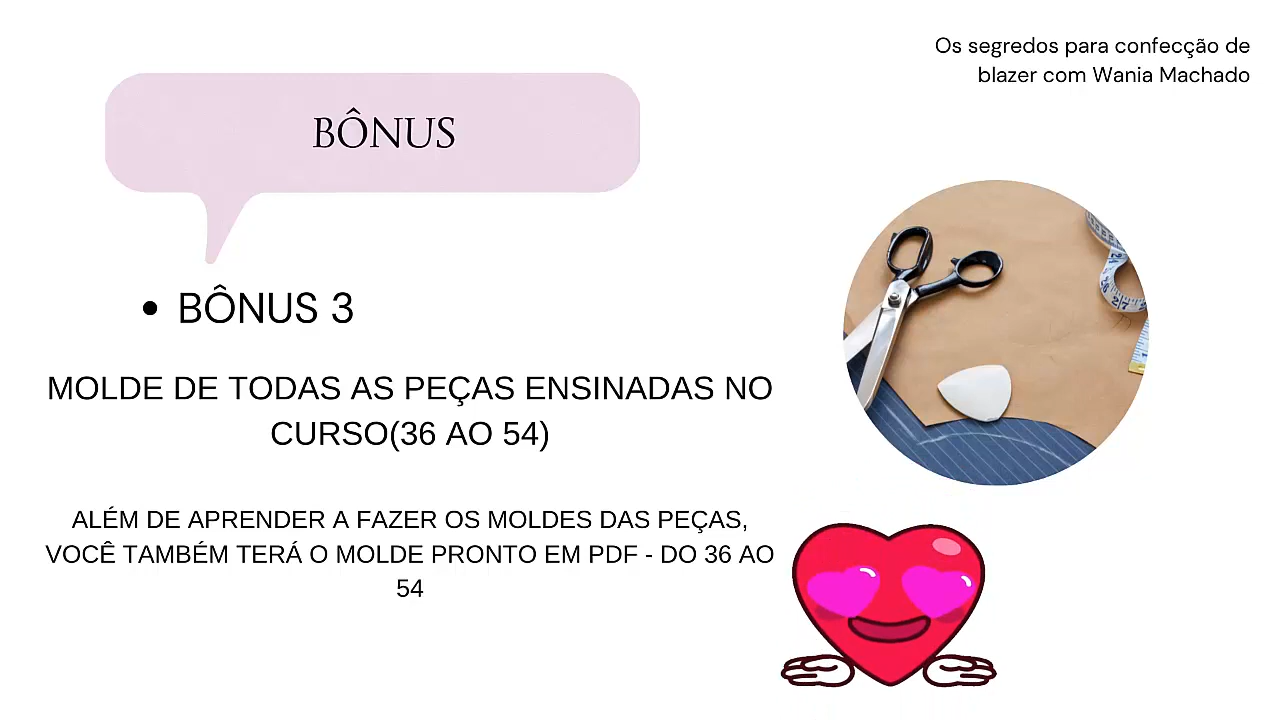 Os segredos para confecção de
blazer com Wania Machado
BÔNUS
• BÔNUS 3
MOLDE DE TODAS AS PEÇAS ENSINADAS NO
CURSO(36 AO 54)
ALÉM DE APRENDER A FAZER OS MOLDES DAS PEÇAS,
VOCÊ TAMBÉM TERÁ O MOLDE PRONTO EM PDF - DO 36 AO
54